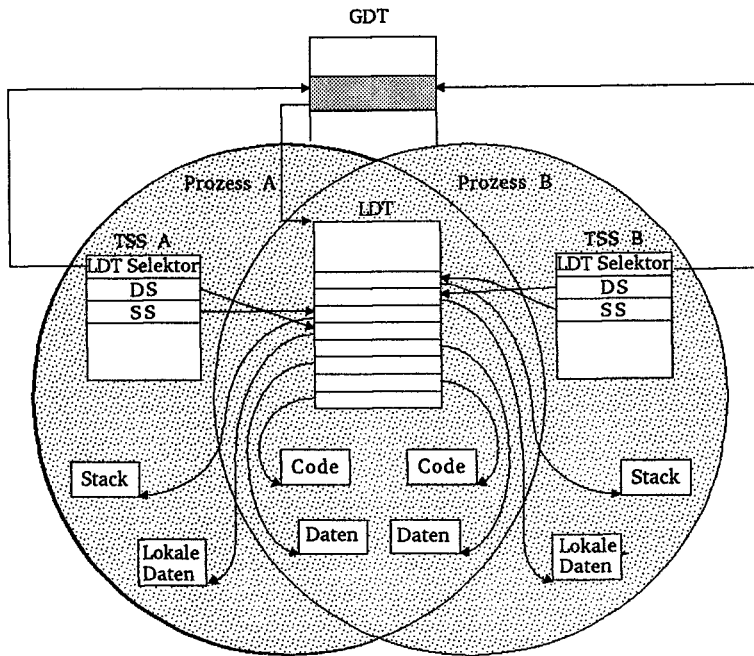 GDT
Prozess A
Prozess B
LDT
TSS A
LDT Selektor
DS
SS
TSS B
LDT Selektor
DS
SS
Stack
Code
Code
Stack
Lokale
Daten
Daten
Daten
Lokale
Daten